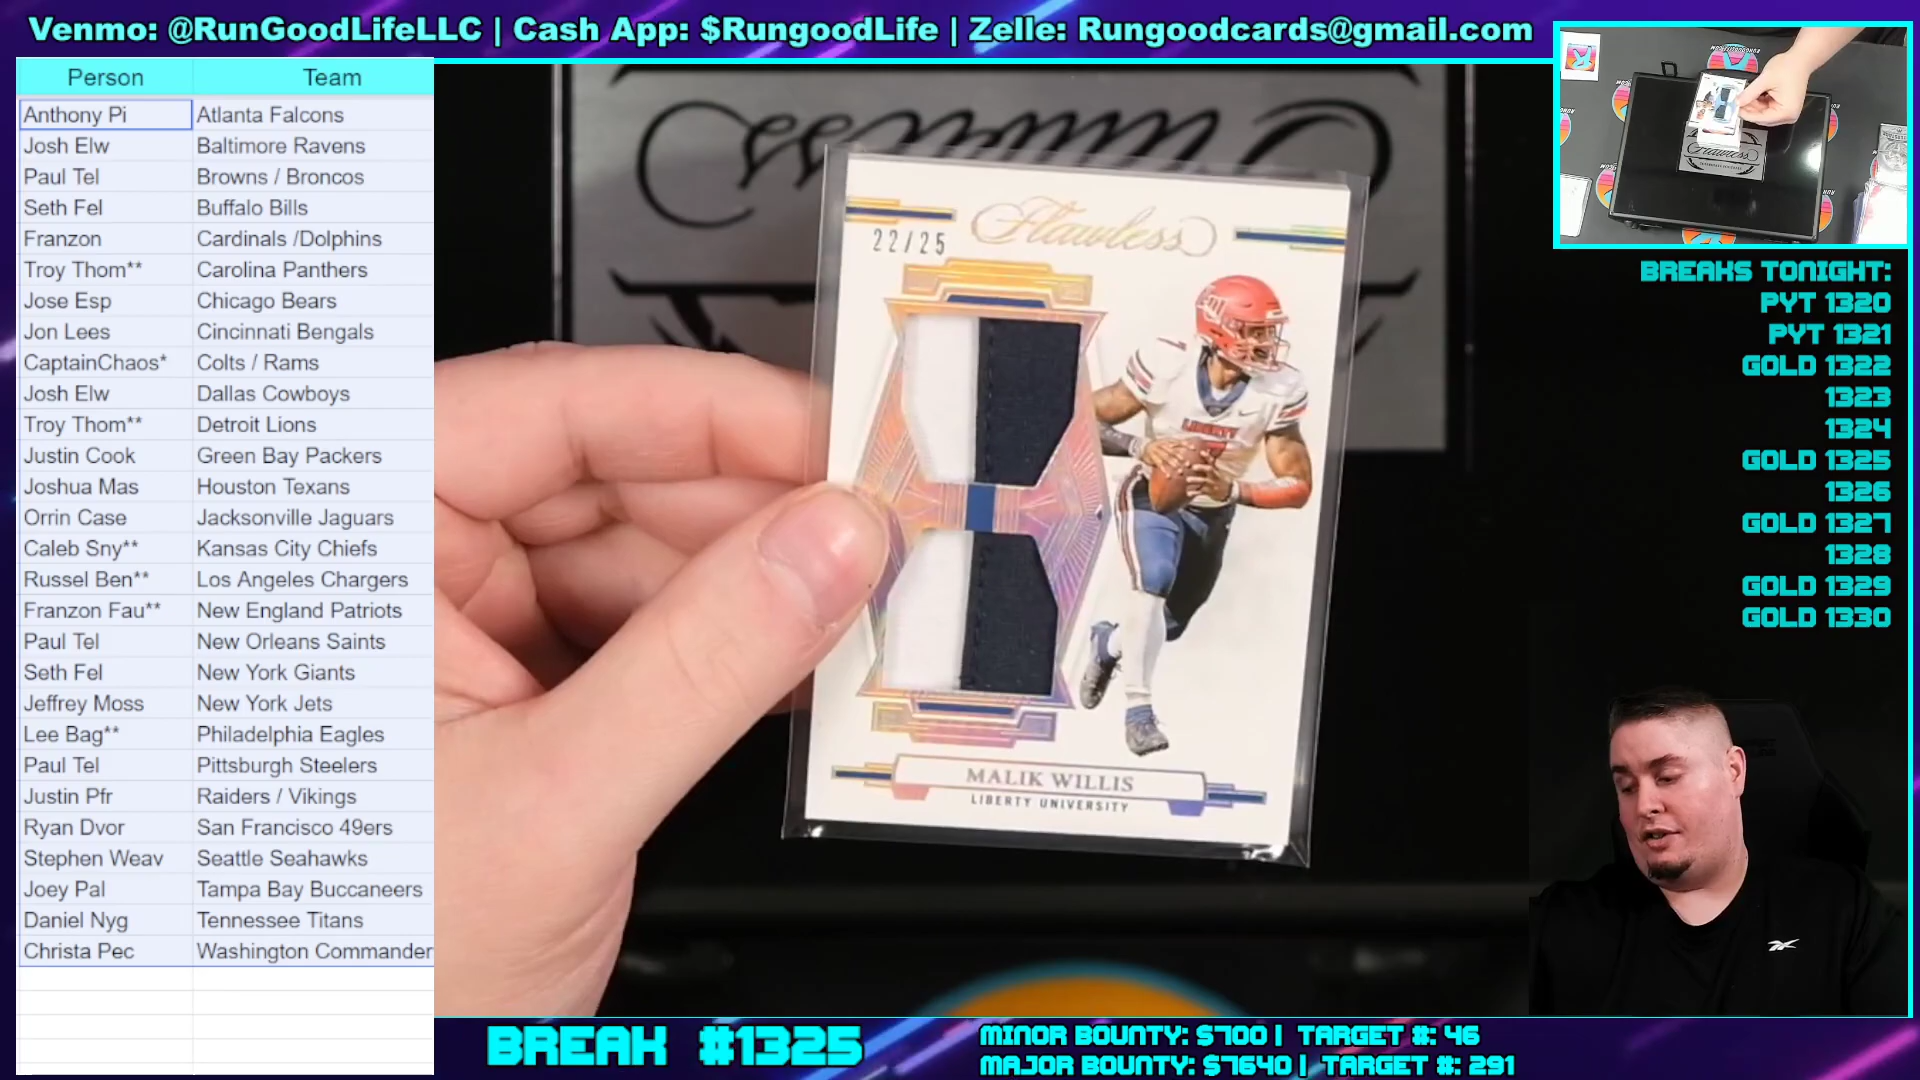 Venmo: @RunGoodLifeLLC | Cash App: $RungoodLife | Zelle: Rungoodcards@gmail.com
Person Team
Anthony Pi Atlanta Falcons
Josh Elw Baltimore Ravens
Paul Tel Browns / Broncos
Seth Fel Buffalo Bills
Franzon Cardinals /Dolphins
Troy Thom** Carolina Panthers
Jose Esp Chicago Bears
Jon Lees Cincinnati Bengals
CaptainChaos* Colts / Rams
Josh Elw Dallas Cowboys
Troy Thom** Detroit Lions
Justin Cook Green Bay Packers
Joshua Mas Houston Texans
Orrin Case Jacksonville Jaguars
Caleb Sny** Kansas City Chiefs
Russel Ben** Los Angeles Chargers
Franzon Fau** New England Patriots
Paul Tel New Orleans Saints
Seth Fel New York Giants
Jeffrey Moss New York Jets
Lee Bag** Philadelphia Eagles
Paul Tel Pittsburgh Steelers
Justin Pfr Raiders / Vikings
Ryan Dvor San Francisco 49ers
Stephen Weav Seattle Seahawks
Joey Pal Tampa Bay Buccaneers
Daniel Nyg Tennessee Titans
Christa Pec Washington Commander
Flawless
22/25
Flawless
LIBERTY
7
MALIK WILLIS
LIBERTY UNIVERSITY
Flawless
BREAKS TONIGHT:
PYT 1320
PYT 1321
GOLD 1322
1323
1324
GOLD 1325
1326
GOLD 1327
1328
GOLD 1329
GOLD 1330
BREAK #1325
MINOR BOUNTY: $700 | TARGET #: 46
MAJOR BOUNTY: $7640 | TARGET #: 291